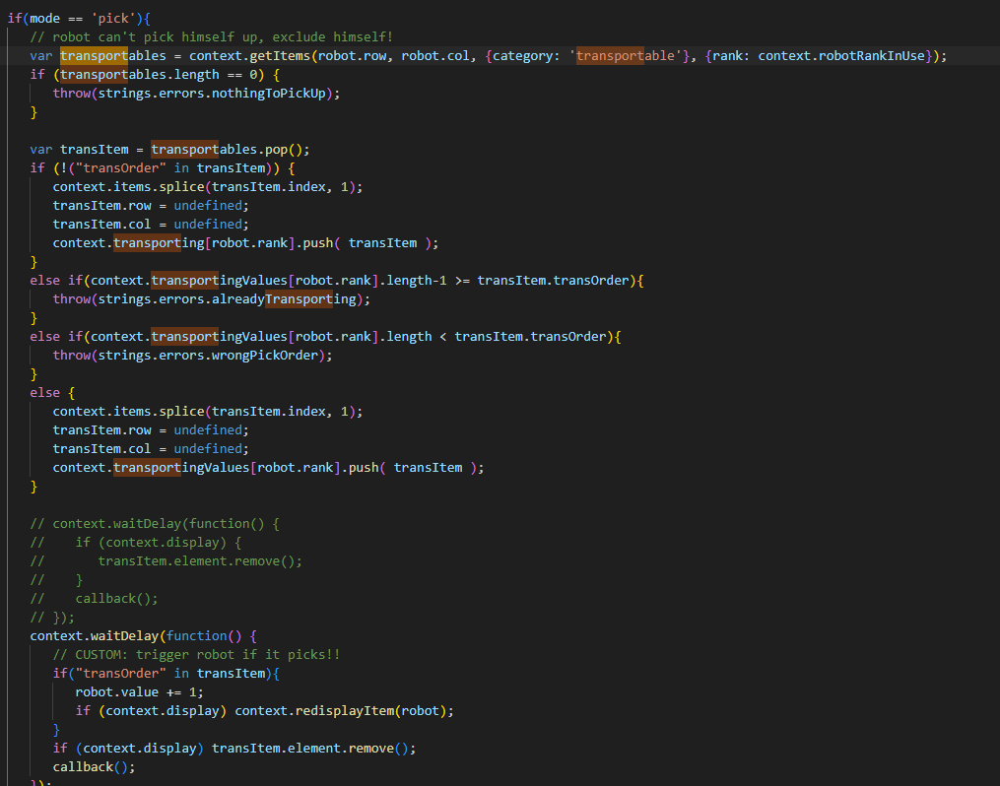 if(mode == 'pick'){
// robot can't pick himself up, exclude himself!
var transportables = context.getItems(robot.row, robot.col, {category: 'transportable'}, {rank: context.robotRankInUse});
if (transportables.length == 0) {
throw(strings.errors.nothingToPickUp);
}
var transItem = transportables.pop();
if (!("transOrder" in transItem)) {
context.items.splice(transItem.index, 1);
transItem.row = undefined;
transItem.col = undefined;
context.transporting[robot.rank].push( transItem );
}
else if(context.transportingValues[robot.rank].length-1 >= transItem.transOrder){
throw(strings.errors.alreadyTransporting);
}
else if(context.transportingValues[robot.rank].length < transItem.transOrder){
throw(strings.errors.wrongPickOrder);
}
else {
context.items.splice(transItem.index, 1);
transItem.row = undefined;
transItem.col = undefined;
context.transportingValues[robot.rank].push( transItem );
}
// context.waitDelay(function() {
//    if (context.display) {
//       transItem.element.remove();
//    }
//    callback();
// });
context.waitDelay(function() {
// CUSTOM: trigger robot if it picks!!
if("transOrder" in transItem){
robot.value += 1;
if (context.display) context.redisplayItem(robot);
}
if (context.display) transItem.element.remove();
callback();
});